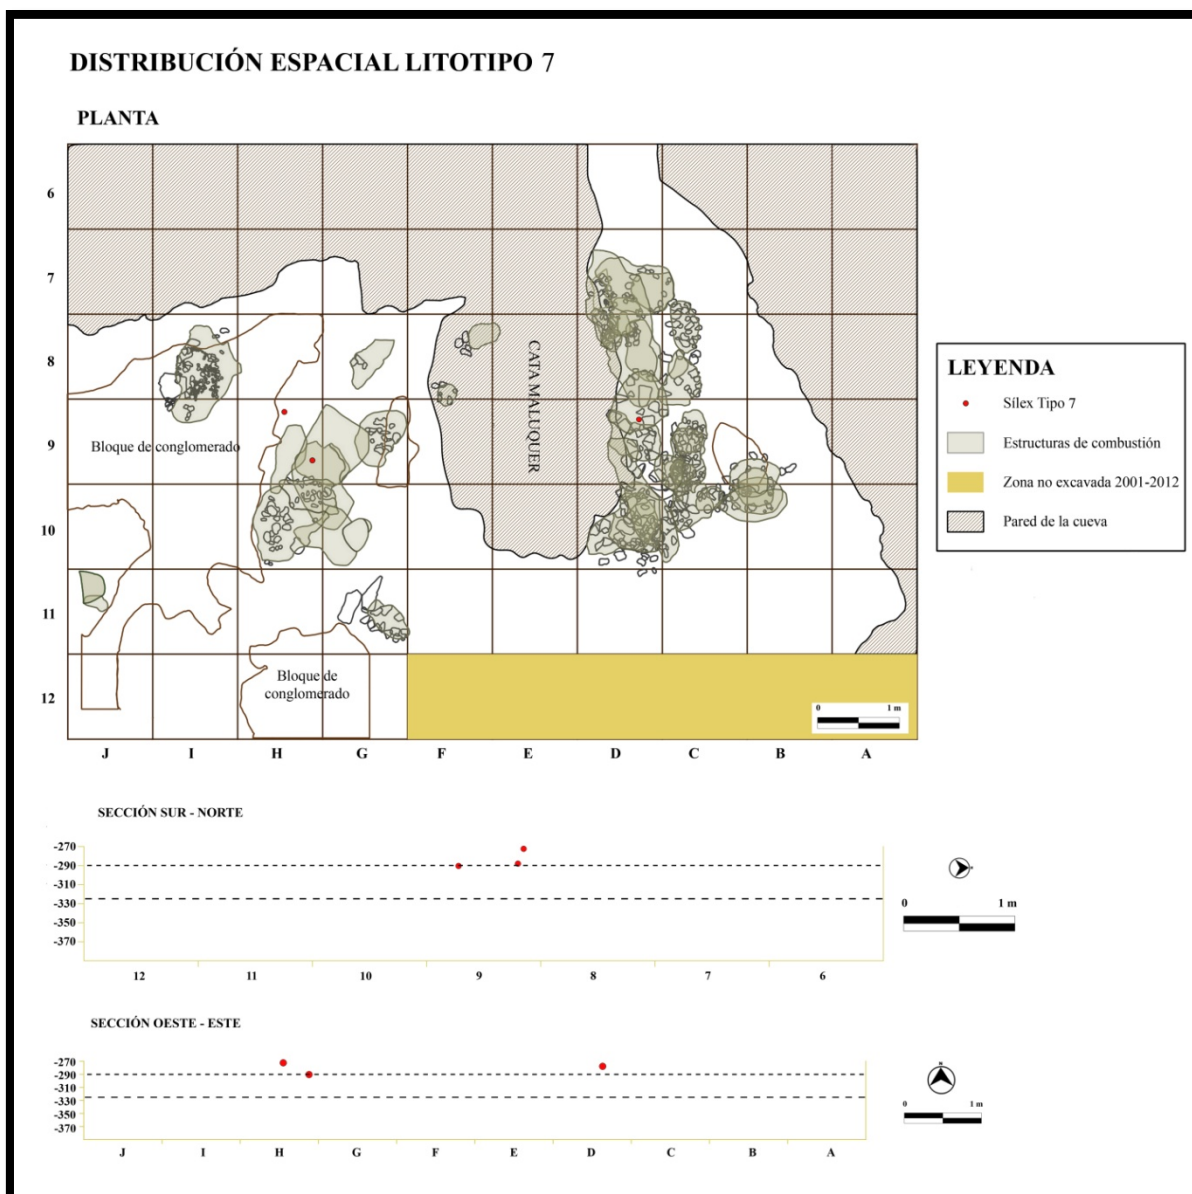 DISTRIBUCIÓN ESPACIAL LITOTIPO 7
PLANTA
6
7
8
9
10
11
12
CATA MALUQUER
Bloque de conglomerado
Bloque de
conglomerado
0 1 m
J I H G F E D C B A
LEYENDA
Sílex Tipo 7
Estructuras de combustión
Zona no excavada 2001-2012
Pared de la cueva
SECCIÓN SUR - NORTE
-270
-290
-310
-330
-350
-370
12 11 10 9 8 7 6
0 1 m
SECCIÓN OESTE - ESTE
-270
-290
-310
-330
-350
-370
J I H G F E D C B A
N
0 1 m